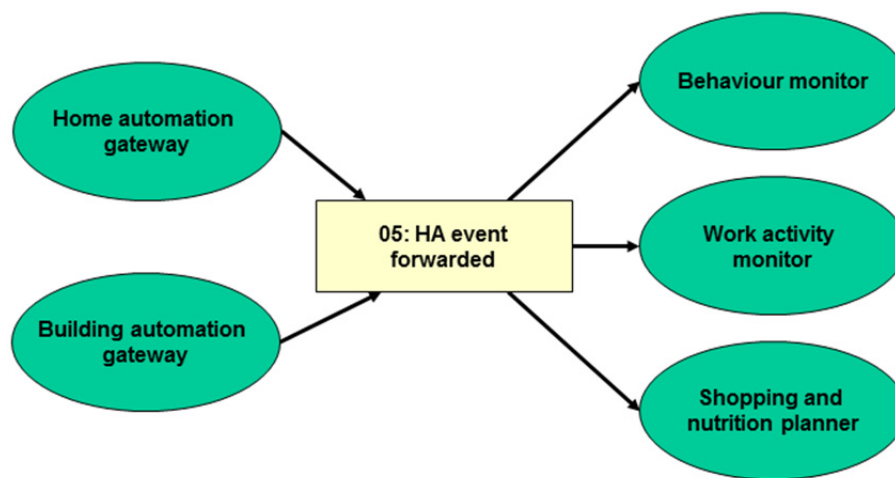 Home automation
gateway
Building automation
gateway
05: HA event
forwarded
Behaviour monitor
Work activity
monitor
Shopping and
nutrition planner